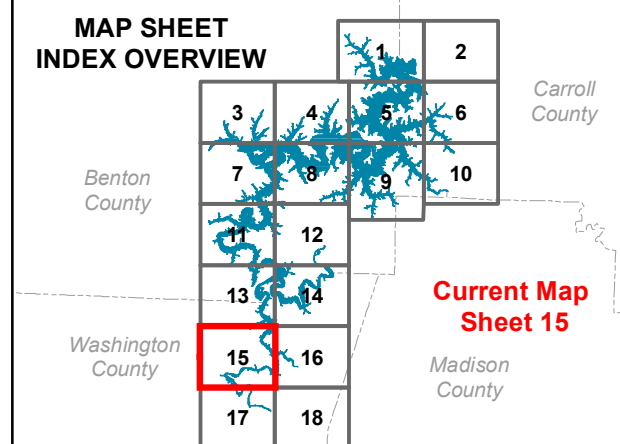 MAP SHEET
INDEX OVERVIEW
1
2
Carroll
County
3
4
5
6
Benton
County
7
8
9
10
11
12
13
14
Current Map
Sheet 15
Washington
County
15
16
Madison
County
17
18